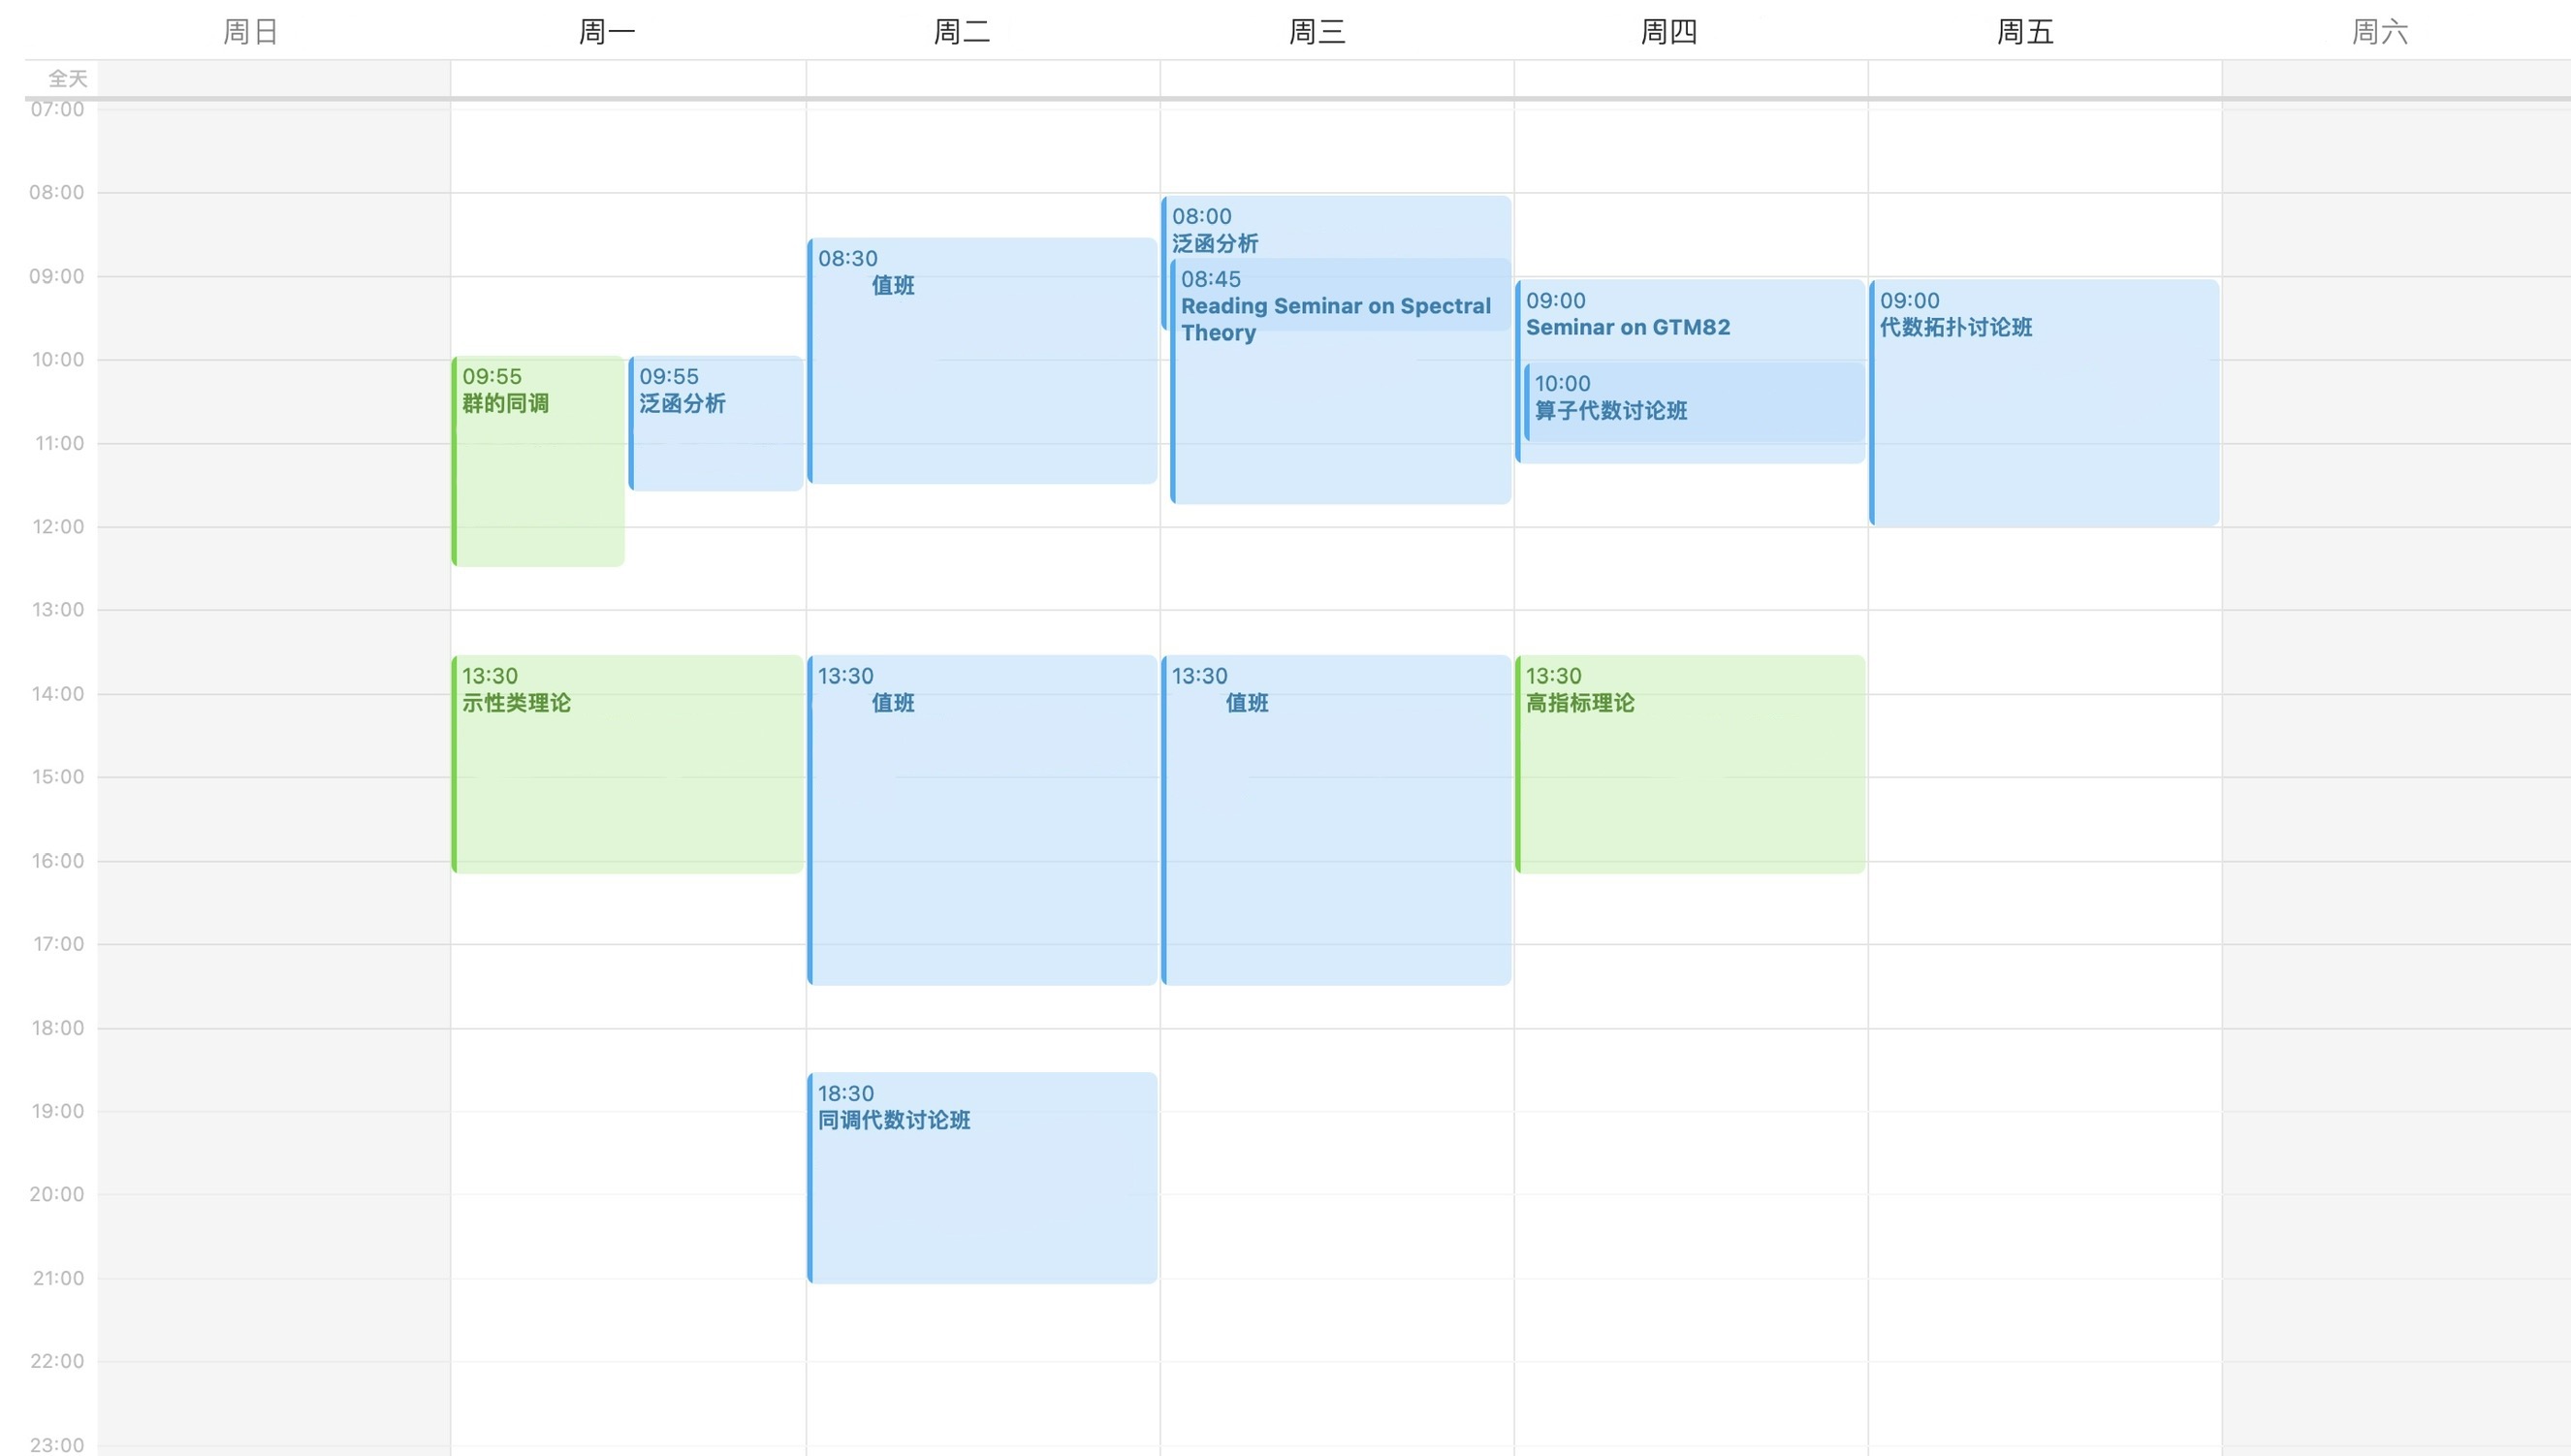 周日
周一
周二
周三
周四
周五
周六
全天
07:00
08:00
09:00
10:00
11:00
12:00
13:00
14:00
15:00
16:00
17:00
18:00
19:00
20:00
21:00
22:00
23:00
09:55
群的同调
09:55
泛函分析
13:30
示性类理论
08:30
值班
13:30
值班
18:30
同调代数讨论班
08:00
泛函分析
08:45
Reading Seminar on Spectral
Theory
13:30
值班
09:00
Seminar on GTM82
10:00
算子代数讨论班
13:30
高指标理论
09:00
代数拓扑讨论班